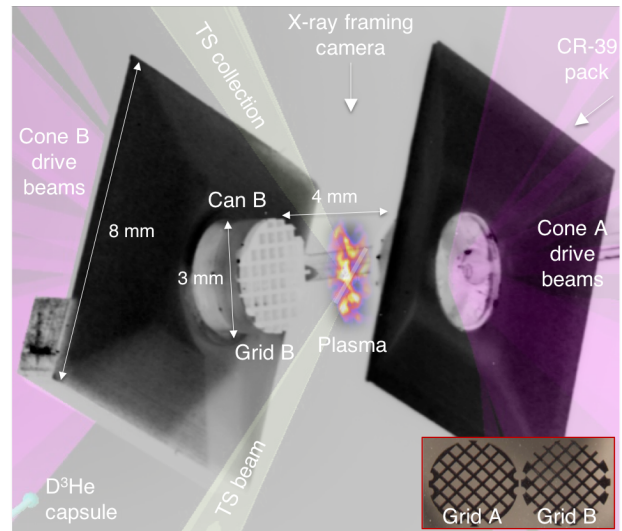 TS collection
X-ray framing
camera
CR-39
pack
Cone B
drive
beams
Can B
4 mm
8 mm
3 mm
Cone A
drive
beams
Grid B
Plasma
TS beam
D³He
capsule
Grid A
Grid B